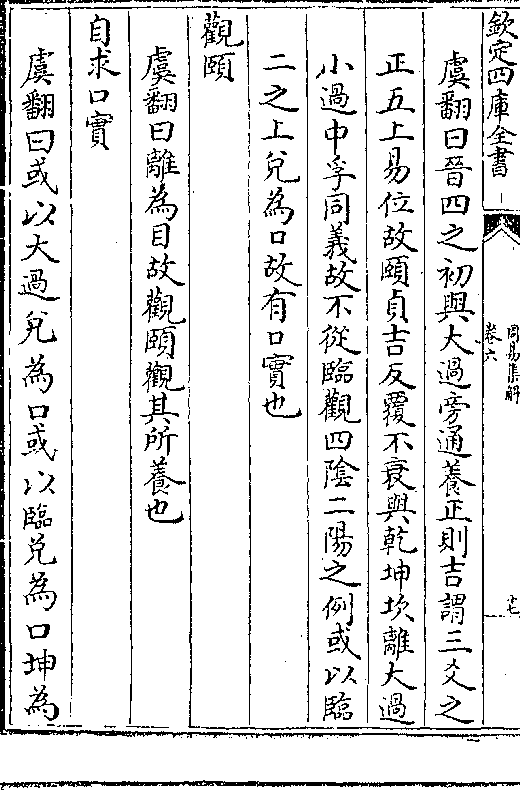 欽定四庫全書
周易集解
卷六
虞翻曰晉四之初與大過旁通養正則吉謂三爻之
正五上易位故頤貞吉反覆不衰與乾坤坎離大過
小過中孚同義故不從臨觀四陰二陽之例或以臨
二之上兌為口故有口實也
觀頤
虞翻曰離為目故觀頤觀其所養也
自求口實
虞翻曰或以大過兌為口或以臨兌為口坤為